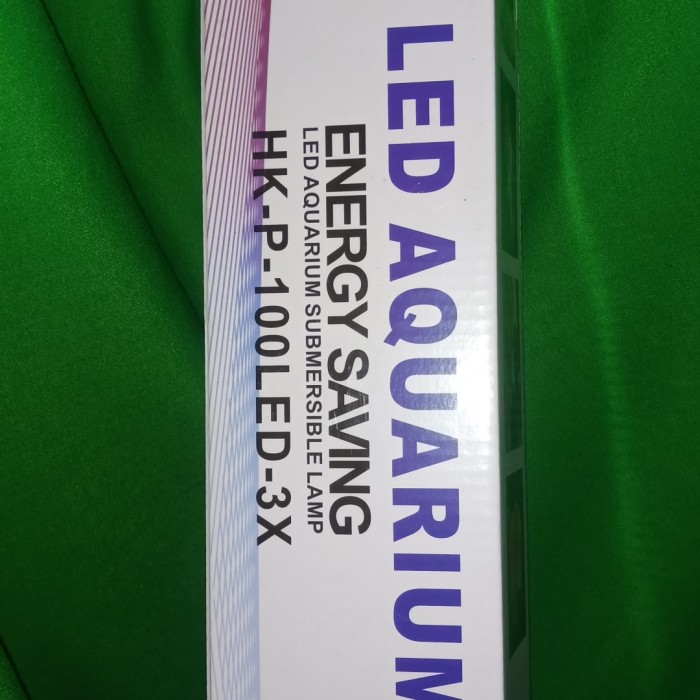 LED AQUARIUM
ENERGY SAVING
LED AQUARIUM SUBMERSIBLE LAMP
HK-P-100LED-3X